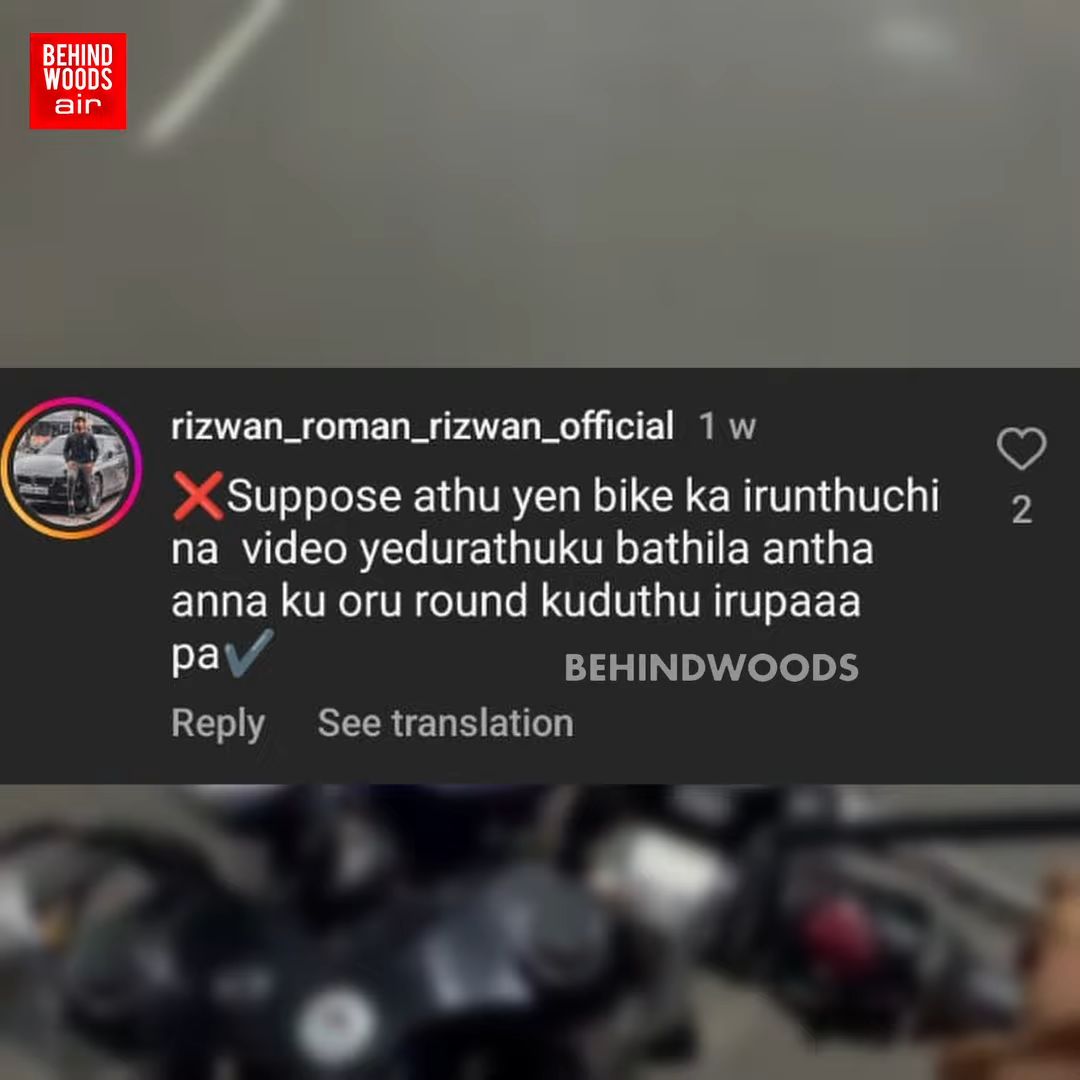 BEHIND
WOODS
air
rizwan_roman_rizwan_official 1 w
❌Suppose athu yen bike ka irunthuchi
na  video yedurathuku bathila antha
anna ku oru round kuduthu irupaaa
pa✔️
2
BEHINDWOODS
Reply See translation